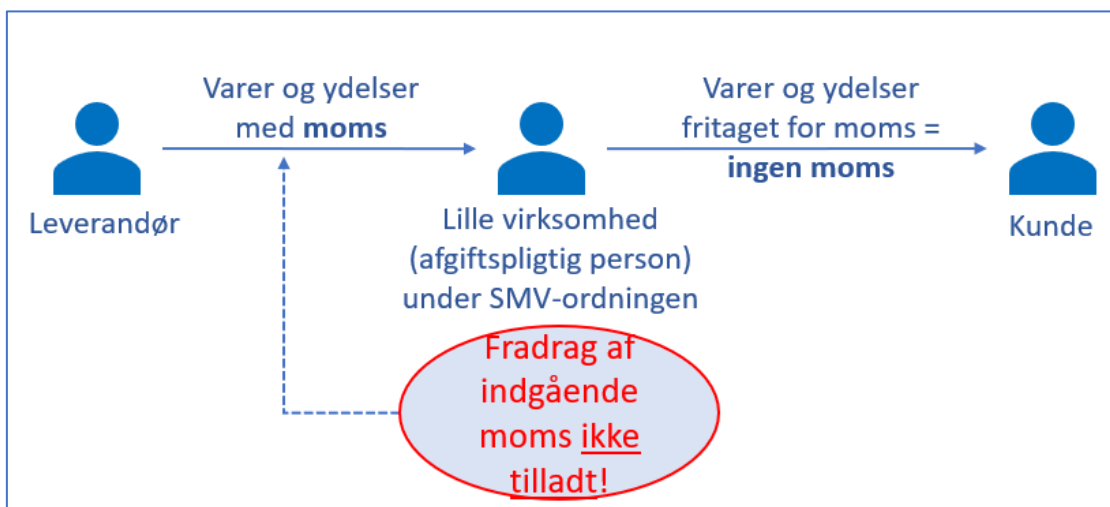 Varer og ydelser
med moms
Varer og ydelser
fritaget for moms =
ingen moms
Leverandør
Lille virksomhed
(afgiftspligtig person)
under SMV-ordningen
Kunde
Fradrag af
indgående
moms ikke
tilladt!